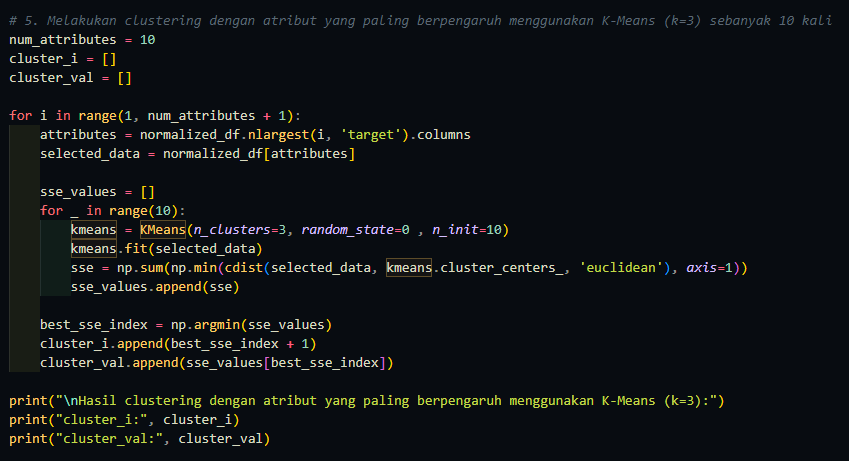 # 5. Melakukan clustering dengan atribut yang paling berpengaruh menggunakan K-Means (k=3) sebanyak 10 kali
num_attributes = 10
cluster_i = []
cluster_val = []

for i in range(1, num_attributes + 1):
    attributes = normalized_df.nlargest(i, 'target').columns
    selected_data = normalized_df[attributes]

    sse_values = []
    for _ in range(10):
        kmeans = KMeans(n_clusters=3, random_state=0 , n_init=10)
        kmeans.fit(selected_data)
        sse = np.sum(np.min(cdist(selected_data, kmeans.cluster_centers_, 'euclidean'), axis=1))
        sse_values.append(sse)

    best_sse_index = np.argmin(sse_values)
    cluster_i.append(best_sse_index + 1)
    cluster_val.append(sse_values[best_sse_index])

print("\nHasil clustering dengan atribut yang paling berpengaruh menggunakan K-Means (k=3):")
print("cluster_i:", cluster_i)
print("cluster_val:", cluster_val)